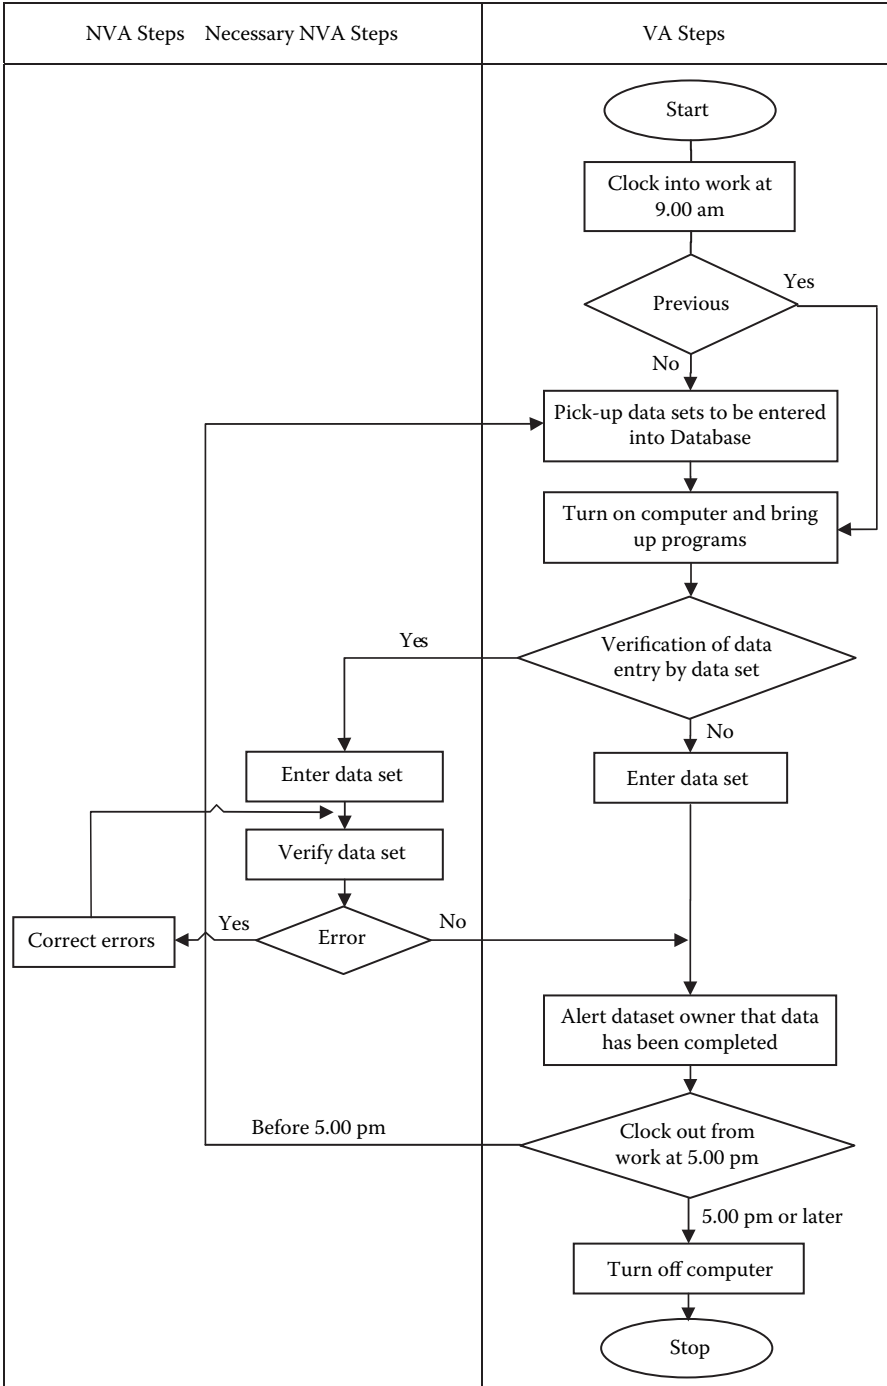 NVA Steps Necessary NVA Steps VA Steps
Start
Clock into work at
9.00 am
Yes
Previous
No
Pick-up data sets to be entered
into Database
Turn on computer and bring
up programs
Yes
Verification of data
entry by data set
No
Enter data set
Enter data set
Verify data set
Yes
No
Correct errors
Error
Alert dataset owner that data
has been completed
Before 5.00 pm
Clock out from
work at 5.00 pm
5.00 pm or later
Turn off computer
Stop